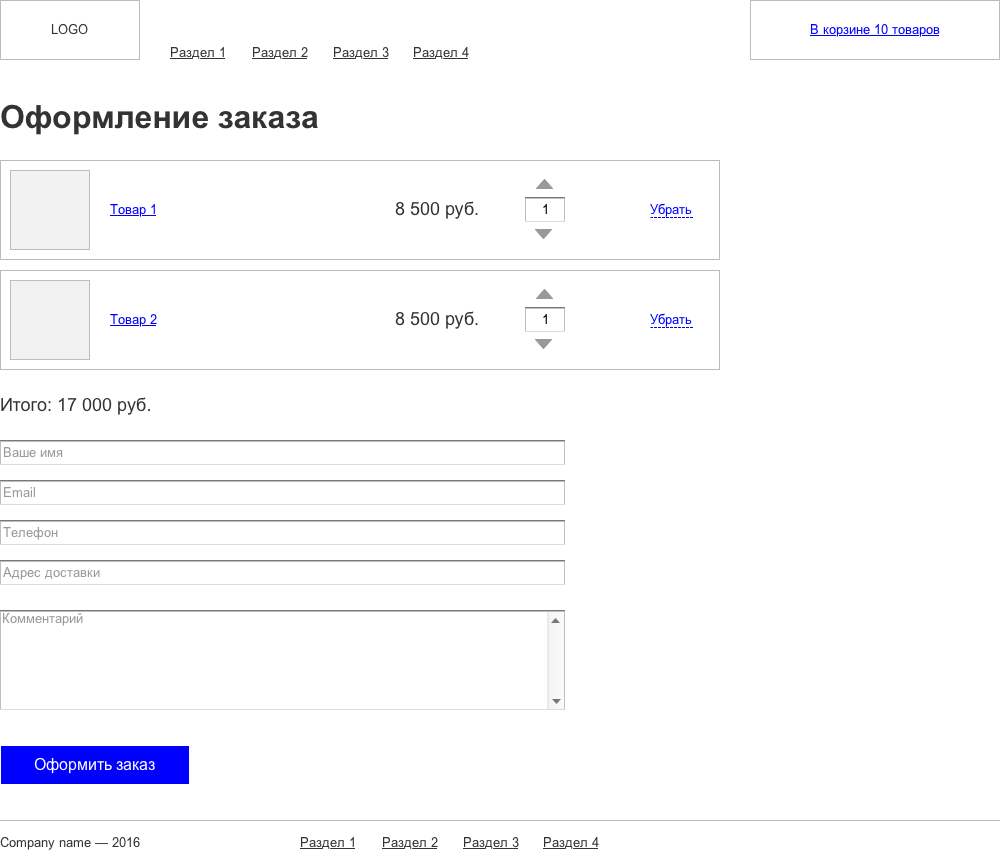 LOGO
В корзине 10 товаров
Раздел 1 Раздел 2 Раздел 3 Раздел 4
Оформление заказа
Товар 1 8 500 руб. 1 Убрать
Товар 2 8 500 руб. 1 Убрать
Итого: 17 000 руб.
Ваше имя
Email
Телефон
Адрес доставки
Комментарий
Оформить заказ
Company name — 2016 Раздел 1 Раздел 2 Раздел 3 Раздел 4